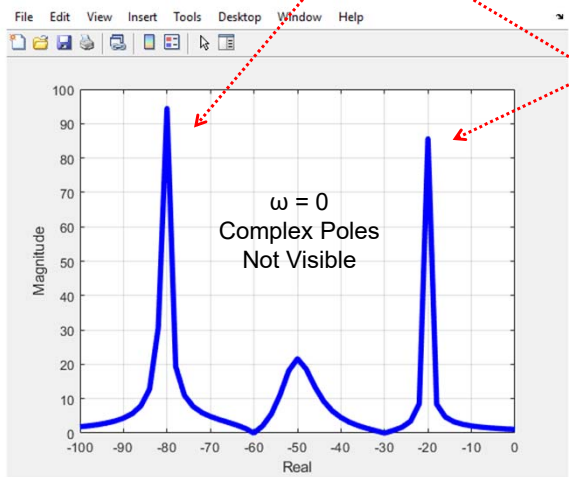 File Edit View Insert Tools Desktop Window Help
100
90
80
70
60
50
40
30
20
10
0
Magnitude
ω = 0
Complex Poles
Not Visible
-100 -90 -80 -70 -60 -50 -40 -30 -20 -10 0
Real